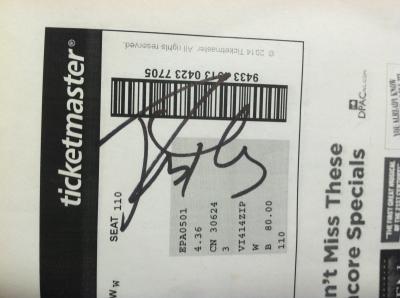 ticketmaster®
© 2014 Ticketmaster. All rights reserved.
0423 7705
SEAT 110
W
EPA0501
4.36
CN 30624
3
VI414ZIP
W
B 80.00
110
n't Miss These
core Specials
DPAC